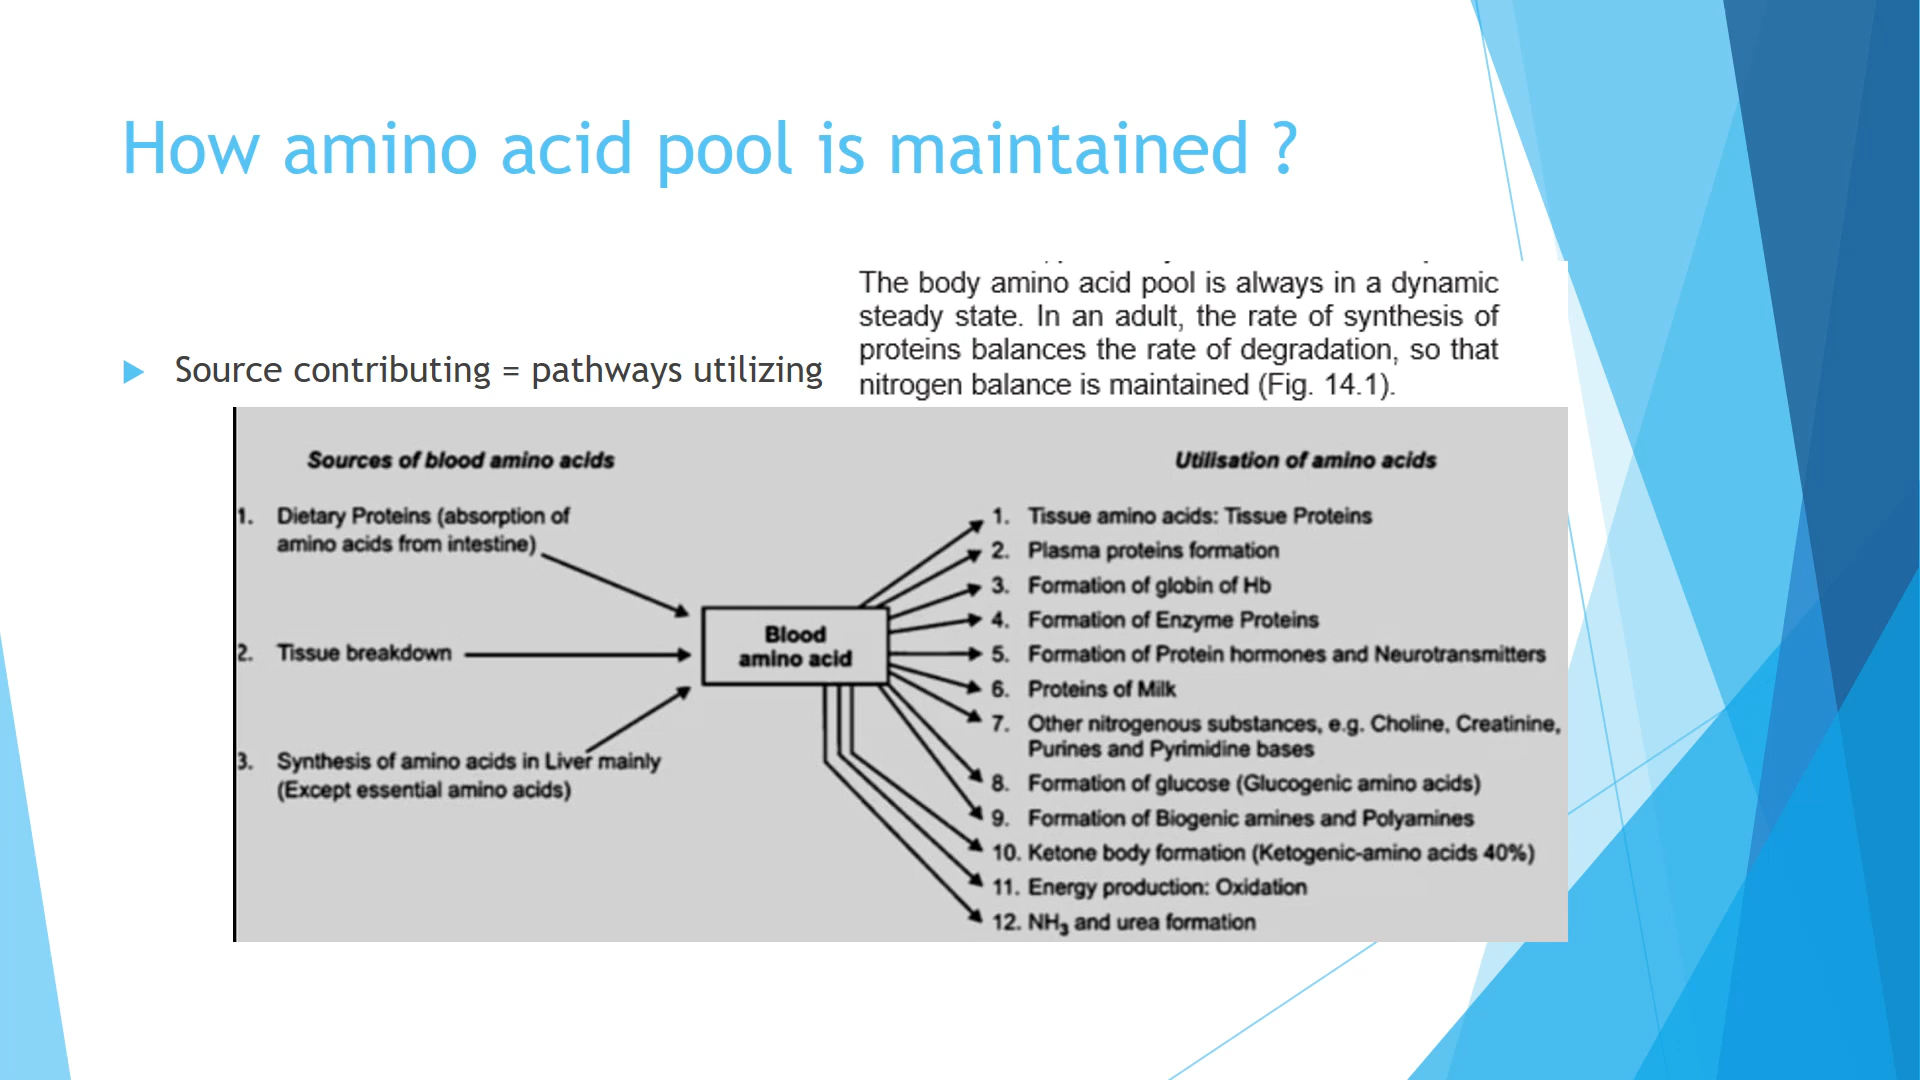 How amino acid pool is maintained ?
The body amino acid pool is always in a dynamic
steady state. In an adult, the rate of synthesis of
proteins balances the rate of degradation, so that
nitrogen balance is maintained (Fig. 14.1).
Source contributing = pathways utilizing
Sources of blood amino acids
1. Dietary Proteins (absorption of
amino acids from intestine)
2. Tissue breakdown
3. Synthesis of amino acids in Liver mainly
(Except essential amino acids)
Blood
amino acid
Utilisation of amino acids
1. Tissue amino acids: Tissue Proteins
2. Plasma proteins formation
3. Formation of globin of Hb
4. Formation of Enzyme Proteins
5. Formation of Protein hormones and Neurotransmitters
6. Proteins of Milk
7. Other nitrogenous substances, e.g. Choline, Creatinine,
Purines and Pyrimidine bases
8. Formation of glucose (Glucogenic amino acids)
9. Formation of Biogenic amines and Polyamines
10. Ketone body formation (Ketogenic-amino acids 40%)
11. Energy production: Oxidation
12. NH₃ and urea formation